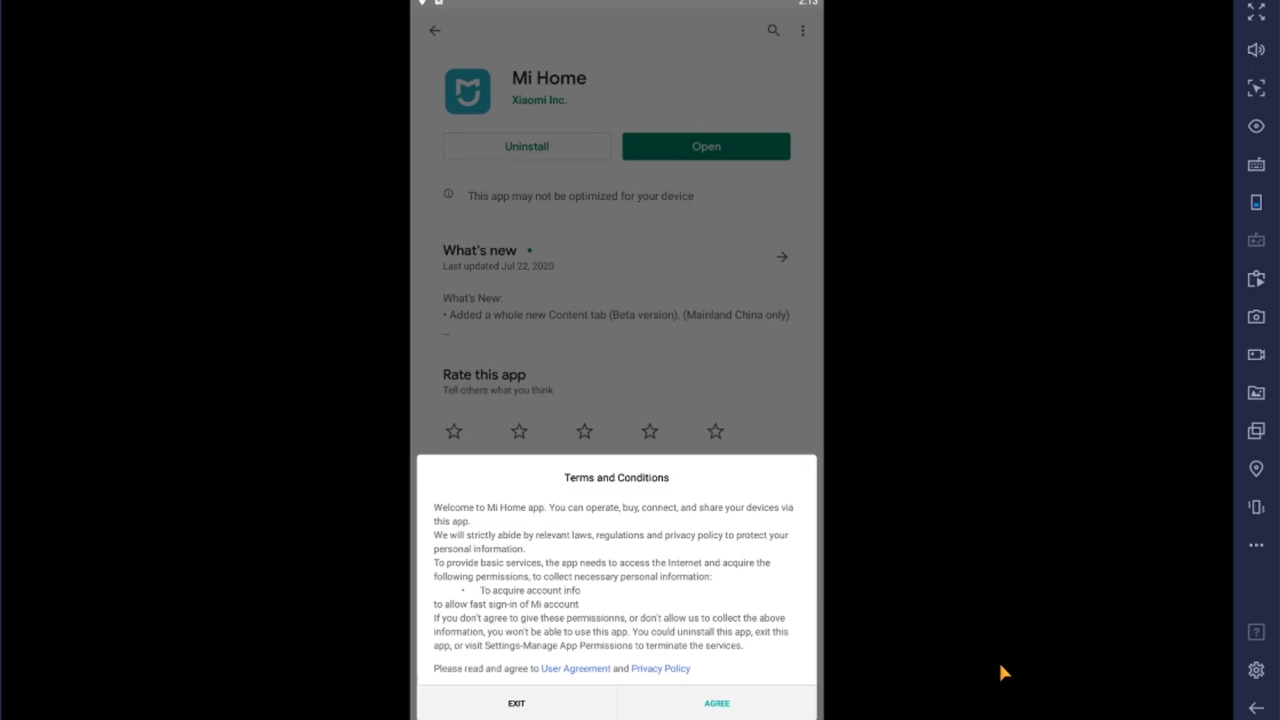 2:13
Mi Home
Xiaomi Inc.
Uninstall
Open
This app may not be optimized for your device
What's new •
Last updated Jul 22, 2020
What's New:
• Added a whole new Content tab (Beta version). (Mainland China only)
...
Rate this app
Tell others what you think
Terms and Conditions
Welcome to Mi Home app. You can operate, buy, connect, and share your devices via
this app.
We will strictly abide by relevant laws, regulations and privacy policy to protect your
personal information.
To provide basic services, the app needs to access the Internet and acquire the
following permissions, to collect necessary personal information:
• To acquire account info
to allow fast sign-in of Mi account
If you don't agree to give these permissionns, or don't allow us to collect the above
information, you won't be able to use this app. You could uninstall this app, exit this
app, or visit Settings-Manage App Permissions to terminate the services.
Please read and agree to User Agreement and Privacy Policy
EXIT
AGREE